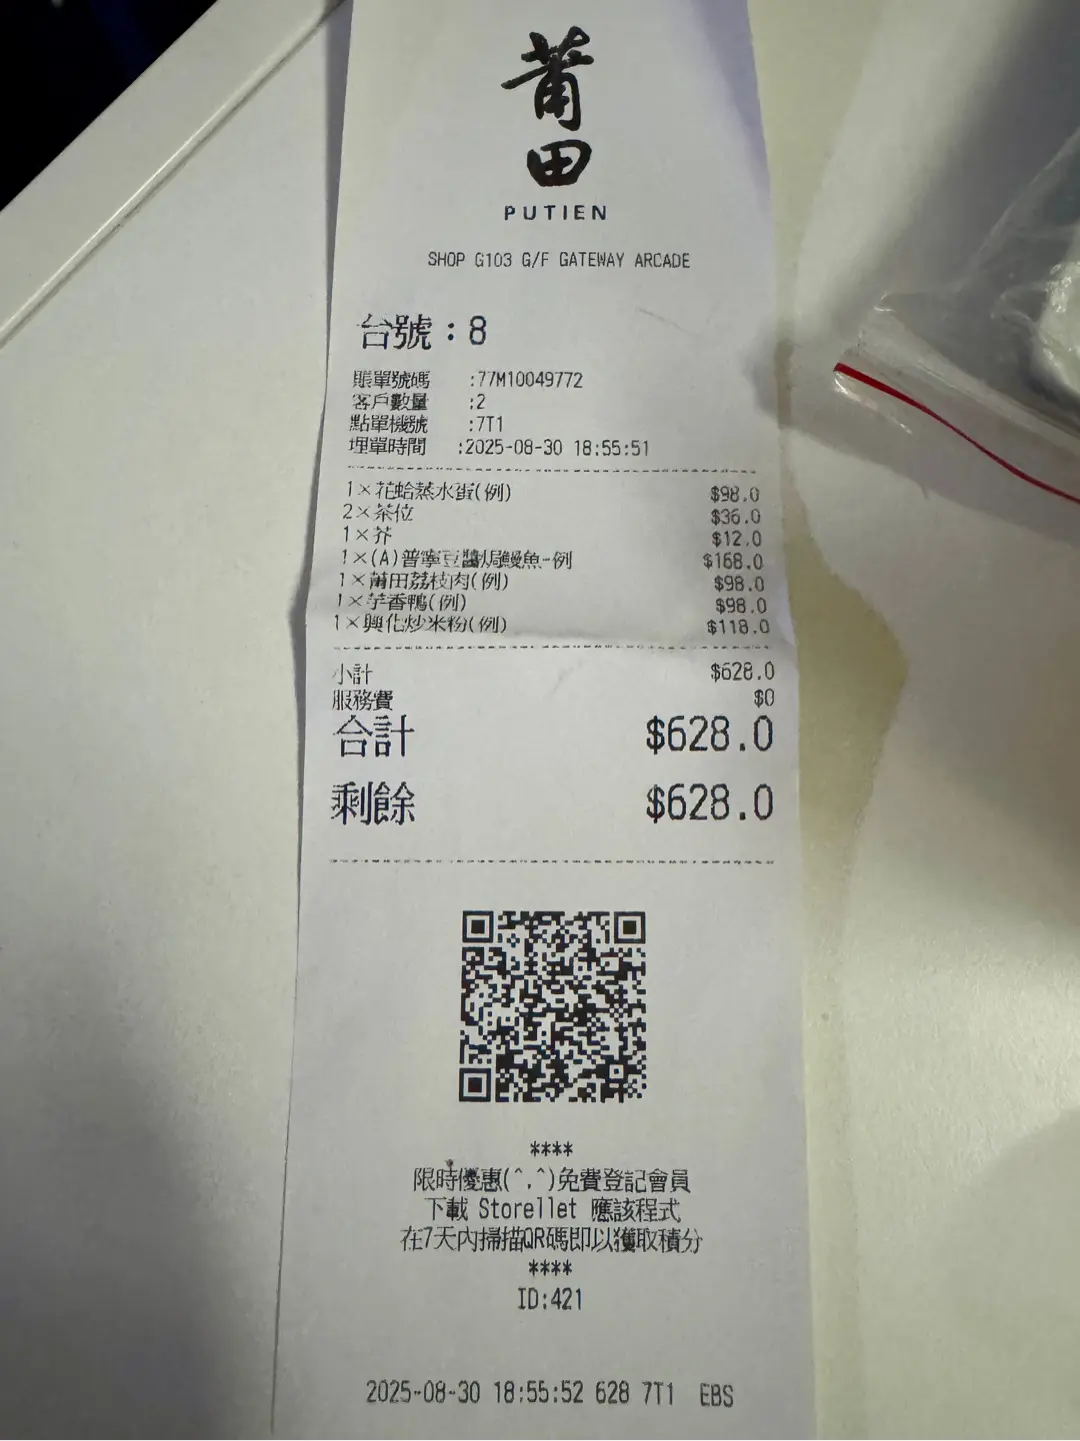 莆
田
PUTIEN
SHOP G103 G/F GATEWAY ARCADE
台號：8
賬單號碼 :77M10049772
客戶數量 :2
點單機號 :7T1
埋單時間 :2025-08-30 18:55:51
1×花蛤蒸水蛋(例) $98.0
2×茶位 $36.0
1×芥 $12.0
1×(A)普寧豆醬焗鰻魚-例 $168.0
1×莆田荔枝肉(例) $98.0
1×芋香鴨(例) $98.0
1×興化炒米粉(例) $118.0
小計 $628.0
服務費 $0
合計 $628.0
剩餘 $628.0
****
限時優惠(^.^)免費登記會員
下載 Storellet 應該程式
在7天內掃描QR碼即以獲取積分
****
ID:421
2025-08-30 18:55:52 628 7T1 EBS